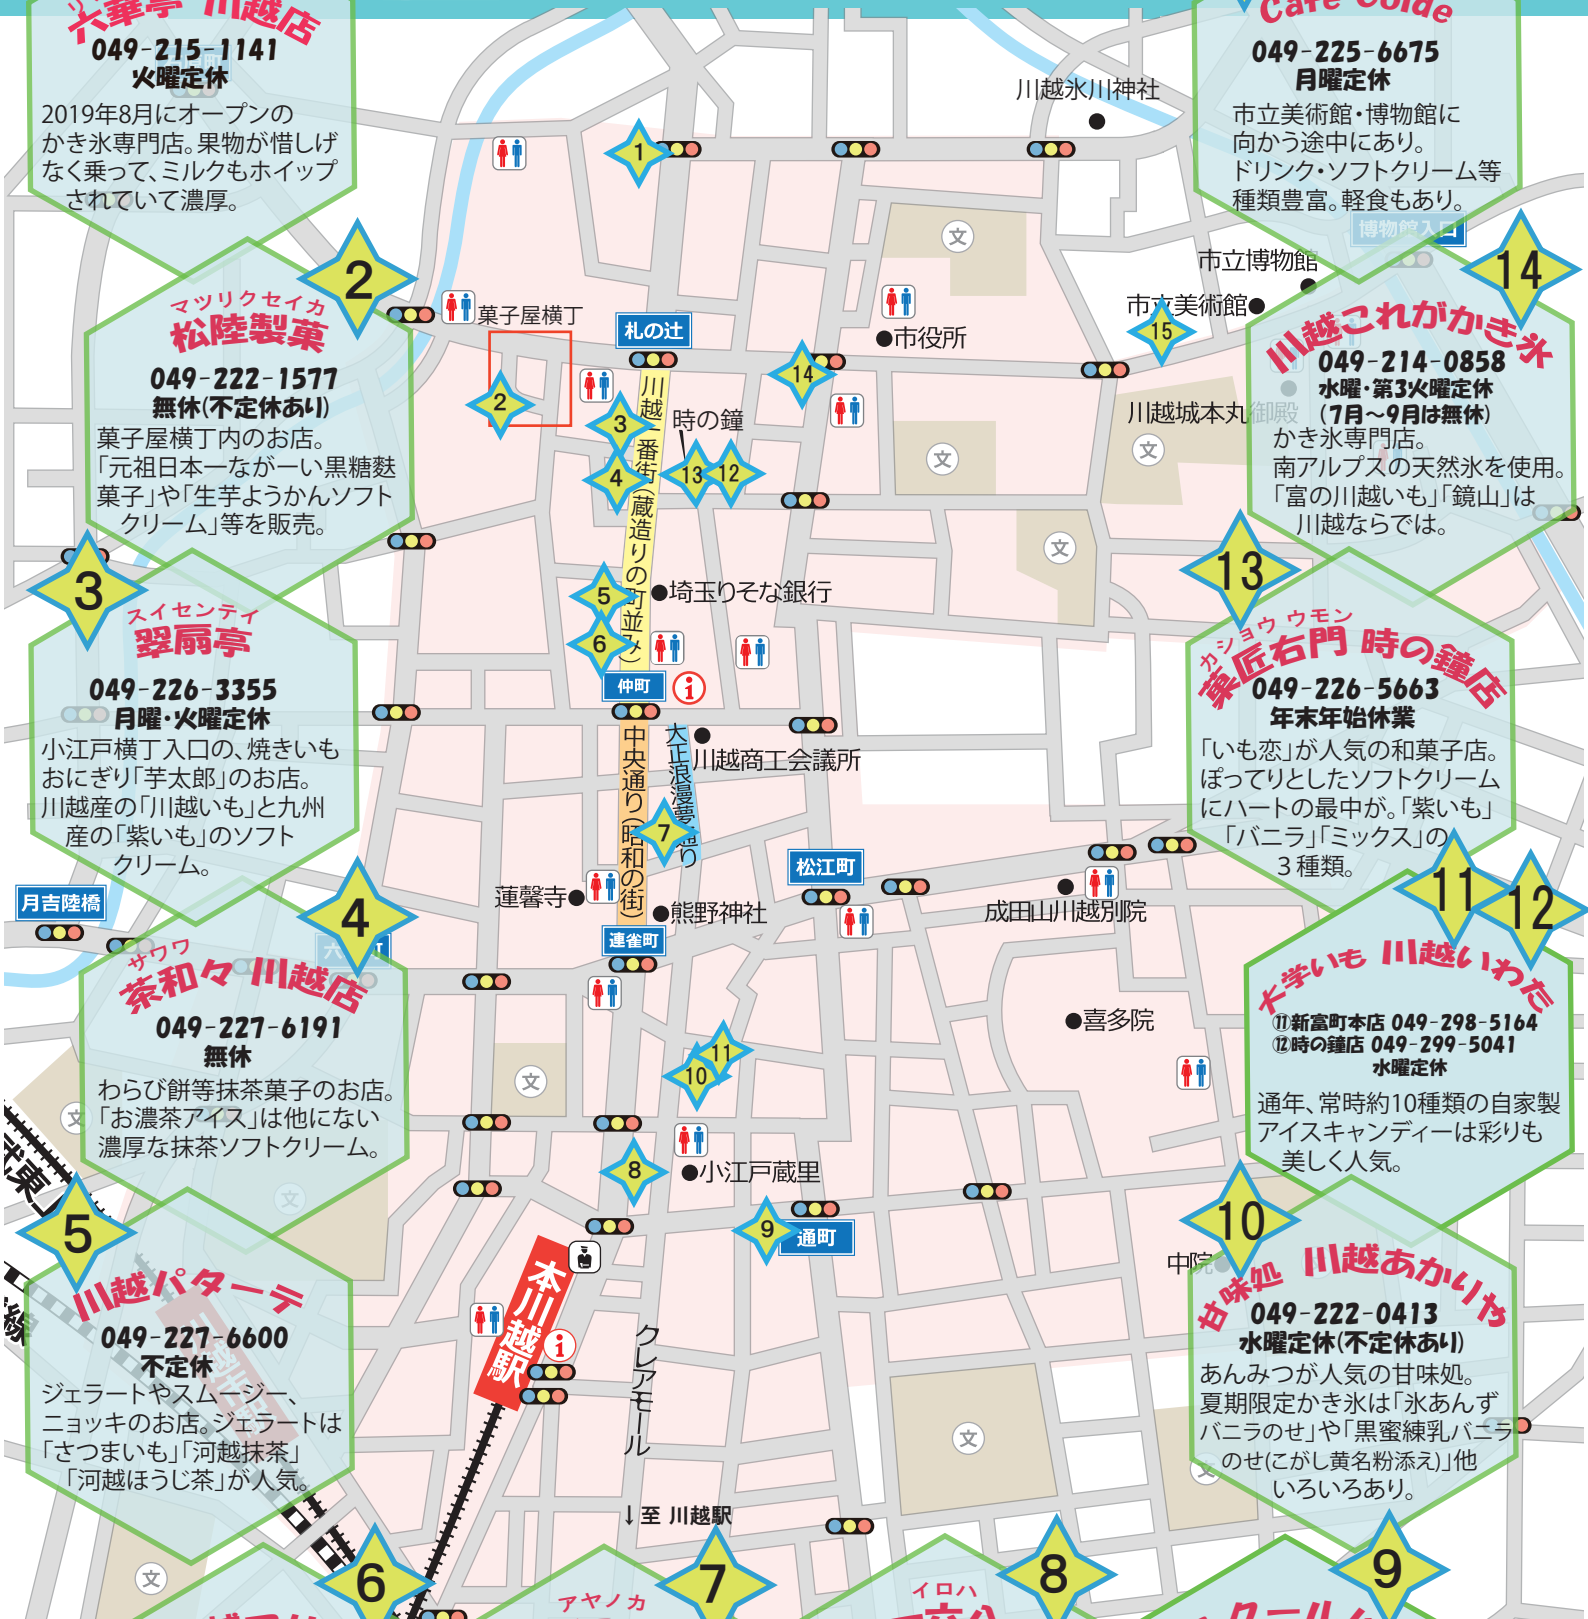 六華亭 川越店
049-215-1141
火曜定休
2019年8月にオープンの
かき氷専門店。果物が惜しげ
なく乗って、ミルクもホイップ
されていて濃厚。
2
マツリクセイカ
松陸製菓
049-222-1577
無休(不定休あり)
菓子屋横丁内のお店。
「元祖日本一ながーい黒糖麩
菓子」や「生芋ようかんソフト
クリーム」等を販売。
3
スイセンテイ
翠扇亭
049-226-3355
月曜・火曜定休
小江戸横丁入口の、焼きいも
おにぎり「芋太郎」のお店。
川越産の「川越いも」と九州
産の「紫いも」のソフト
クリーム。
月吉陸橋
4
サワワ
茶和々 川越店
049-227-6191
無休
わらび餅等抹茶菓子のお店。
「お濃茶アイス」は他にない
濃厚な抹茶ソフトクリーム。
5
川越パターテ
049-227-6600
不定休
ジェラートやスムージー、
ニョッキのお店。ジェラートは
「さつまいも」「河越抹茶」
「河越ほうじ茶」が人気。
6
アヤノカ
7
イロハ
8
9
Cafe Guide
049-225-6675
月曜定休
市立美術館・博物館に
向かう途中にあり。
ドリンク・ソフトクリーム等
種類豊富。軽食もあり。
博物館入口
14
川越これがかき氷
049-214-0858
水曜・第3火曜定休
(7月〜9月は無休)
かき氷専門店。
南アルプスの天然氷を使用。
「富の川越いも」「鏡山」は
川越ならでは。
13
カショウ ウモン
菓匠右門 時の鐘店
049-226-5663
年末年始休業
「いも恋」が人気の和菓子店。
ぽってりとしたソフトクリーム
にハートの最中が。「紫いも」
「バニラ」「ミックス」の
3種類。
11
12
大学いも 川越いわた
⑪新富町本店 049-298-5164
⑫時の鐘店 049-299-5041
水曜定休
通年、常時約10種類の自家製
アイスキャンディーは彩りも
美しく人気。
10
甘味処 川越あかりや
049-222-0413
水曜定休(不定休あり)
あんみつが人気の甘味処。
夏期限定かき氷は「氷あんず
バニラのせ」や「黒蜜練乳バニラ
のせ(こがし黄名粉添え)」他
いろいろあり。
川越氷川神社
1
文
市立博物館
市立美術館
15
菓子屋横丁
札の辻
市役所
14
2
3
時の鐘
川越城本丸御殿
文
文
4
13
12
川越一番街(蔵造りの町並み)
文
5
埼玉りそな銀行
6
仲町
中央通り(昭和の街)
大正浪漫夢通り
川越商工会議所
7
松江町
蓮馨寺
熊野神社
成田山川越別院
連雀町
喜多院
11
10
文
文
8
小江戸蔵里
文
9
通町
中院
本川越駅
クレアモール
文
文
↓至 川越駅
文